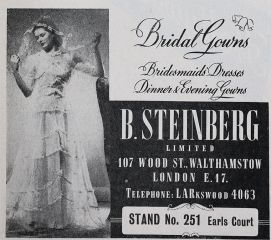 Bridal Gowns
Bridesmaids Dresses
Dinner & Evening Gowns
B. STEINBERG
LIMITED
107 WOOD ST., WALTHAMSTOW
LONDON E.17.
TELEPHONE: LARKSWOOD 4063
STAND No. 251 Earls Court